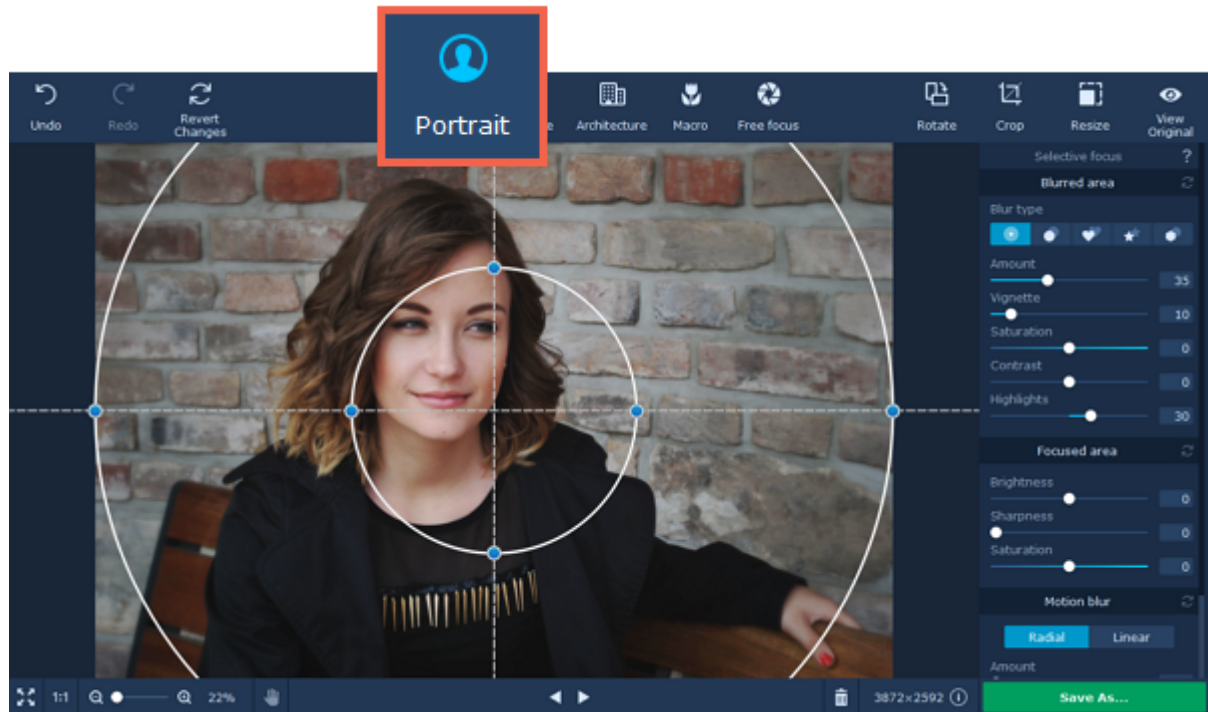 Portrait
Undo
Redo
Revert
Changes
Architecture
Macro
Free focus
Rotate
Crop
Resize
View
Original
Selective focus ?
Blurred area
Blur type
Amount
35
Vignette
10
Saturation
0
Contrast
0
Highlights
30
Focused area
Brightness
0
Sharpness
0
Saturation
0
Motion blur
Radial Linear
Amount
1:1
22%
3872×2592
Save As...